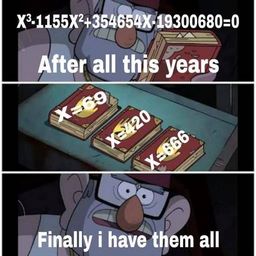 X³-1155X²+354654X-19300680=0
After all this years
X=69
X=420
X=666
Finally i have them all